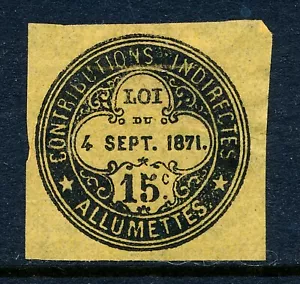 CONTRIBUTIONS INDIRECTES
LOI
DU
4 SEPT. 1871.
15c.
ALLUMETTES